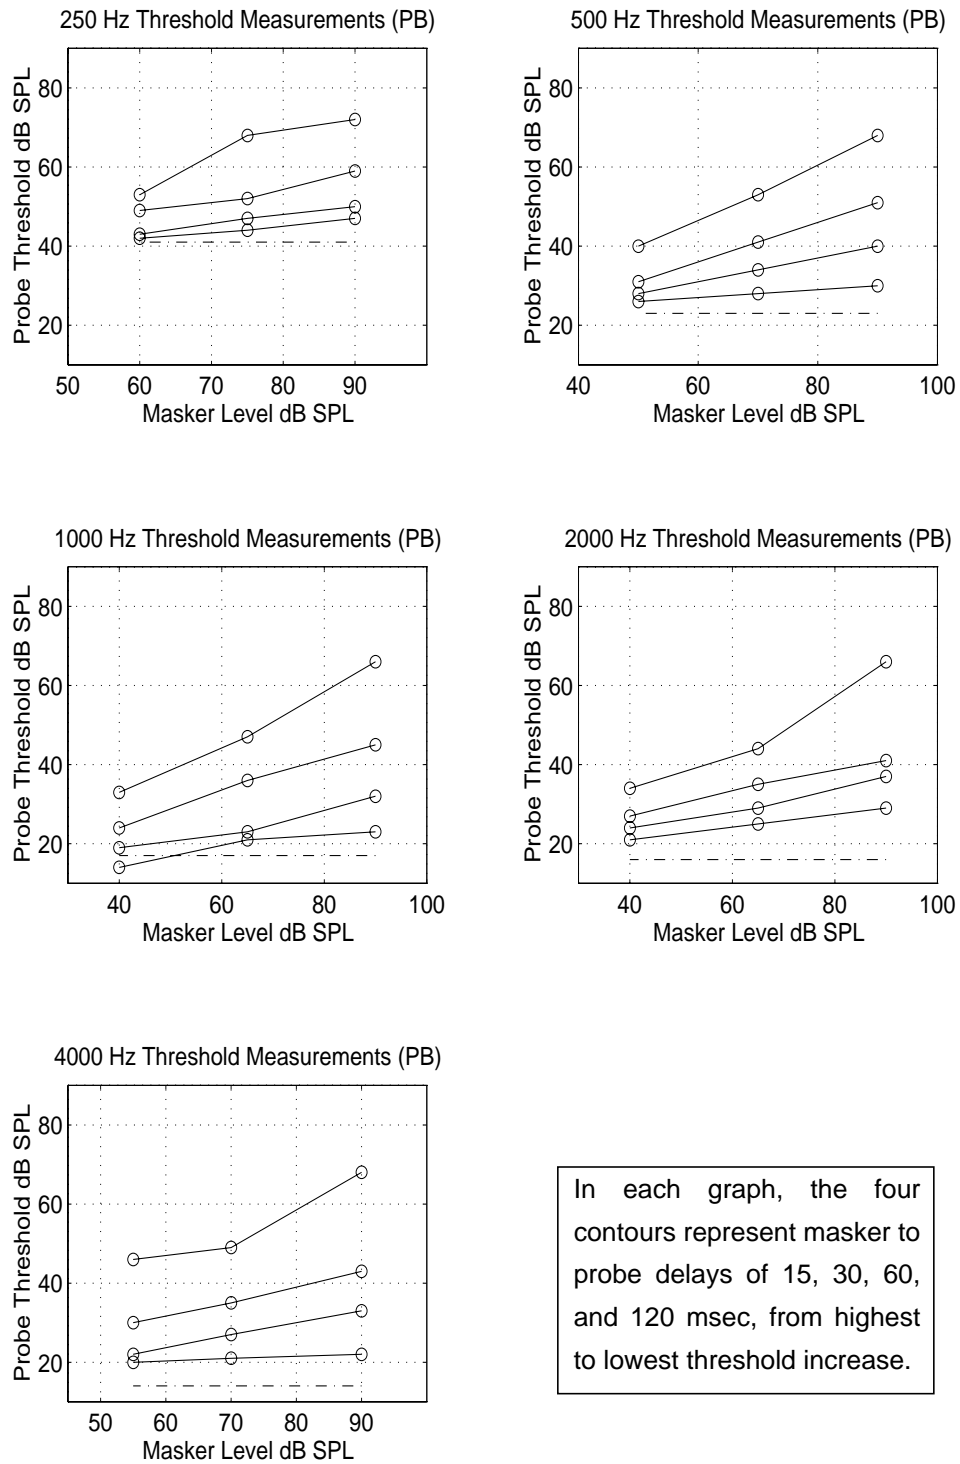 250 Hz Threshold Measurements (PB)
500 Hz Threshold Measurements (PB)
Probe Threshold dB SPL
80
60
40
20
50 60 70 80 90
Masker Level dB SPL
Probe Threshold dB SPL
80
60
40
20
40 60 80 100
Masker Level dB SPL
1000 Hz Threshold Measurements (PB)
2000 Hz Threshold Measurements (PB)
Probe Threshold dB SPL
80
60
40
20
40 60 80 100
Masker Level dB SPL
Probe Threshold dB SPL
80
60
40
20
40 60 80 100
Masker Level dB SPL
4000 Hz Threshold Measurements (PB)
Probe Threshold dB SPL
80
60
40
20
50 60 70 80 90
Masker Level dB SPL
In each graph, the four
contours represent masker to
probe delays of 15, 30, 60,
and 120 msec, from highest
to lowest threshold increase.